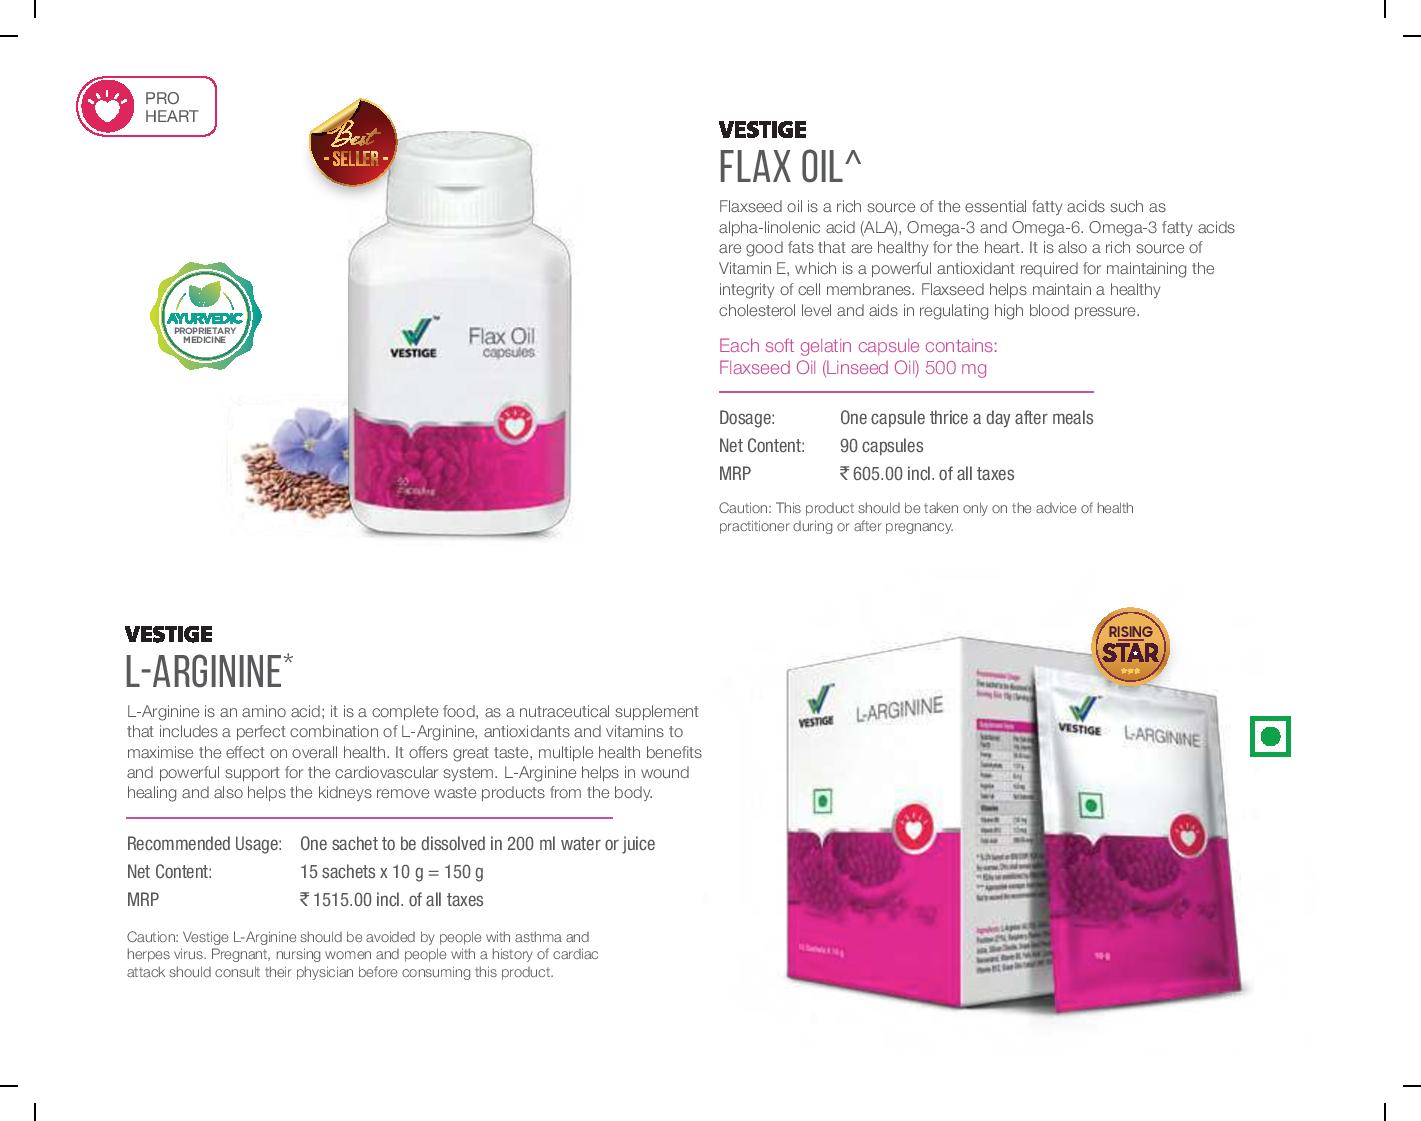 PRO
HEART
Best
- SELLER -
AYURVEDIC
PROPRIETARY
MEDICINE
VESTIGE
Flax Oil
capsules
90
capsules
VESTIGE
FLAX OIL^
Flaxseed oil is a rich source of the essential fatty acids such as
alpha-linolenic acid (ALA), Omega-3 and Omega-6. Omega-3 fatty acids
are good fats that are healthy for the heart. It is also a rich source of
Vitamin E, which is a powerful antioxidant required for maintaining the
integrity of cell membranes. Flaxseed helps maintain a healthy
cholesterol level and aids in regulating high blood pressure.
Each soft gelatin capsule contains:
Flaxseed Oil (Linseed Oil) 500 mg
Dosage: One capsule thrice a day after meals
Net Content: 90 capsules
MRP ₹ 605.00 incl. of all taxes
Caution: This product should be taken only on the advice of health
practitioner during or after pregnancy.
VESTIGE
L-ARGININE*
L-Arginine is an amino acid; it is a complete food, as a nutraceutical supplement
that includes a perfect combination of L-Arginine, antioxidants and vitamins to
maximise the effect on overall health. It offers great taste, multiple health benefits
and powerful support for the cardiovascular system. L-Arginine helps in wound
healing and also helps the kidneys remove waste products from the body.
Recommended Usage: One sachet to be dissolved in 200 ml water or juice
Net Content: 15 sachets x 10 g = 150 g
MRP ₹ 1515.00 incl. of all taxes
Caution: Vestige L-Arginine should be avoided by people with asthma and
herpes virus. Pregnant, nursing women and people with a history of cardiac
attack should consult their physician before consuming this product.
RISING
STAR
VESTIGE
L-ARGININE
15 Sachets X 10 g
VESTIGE
L-ARGININE
10 g